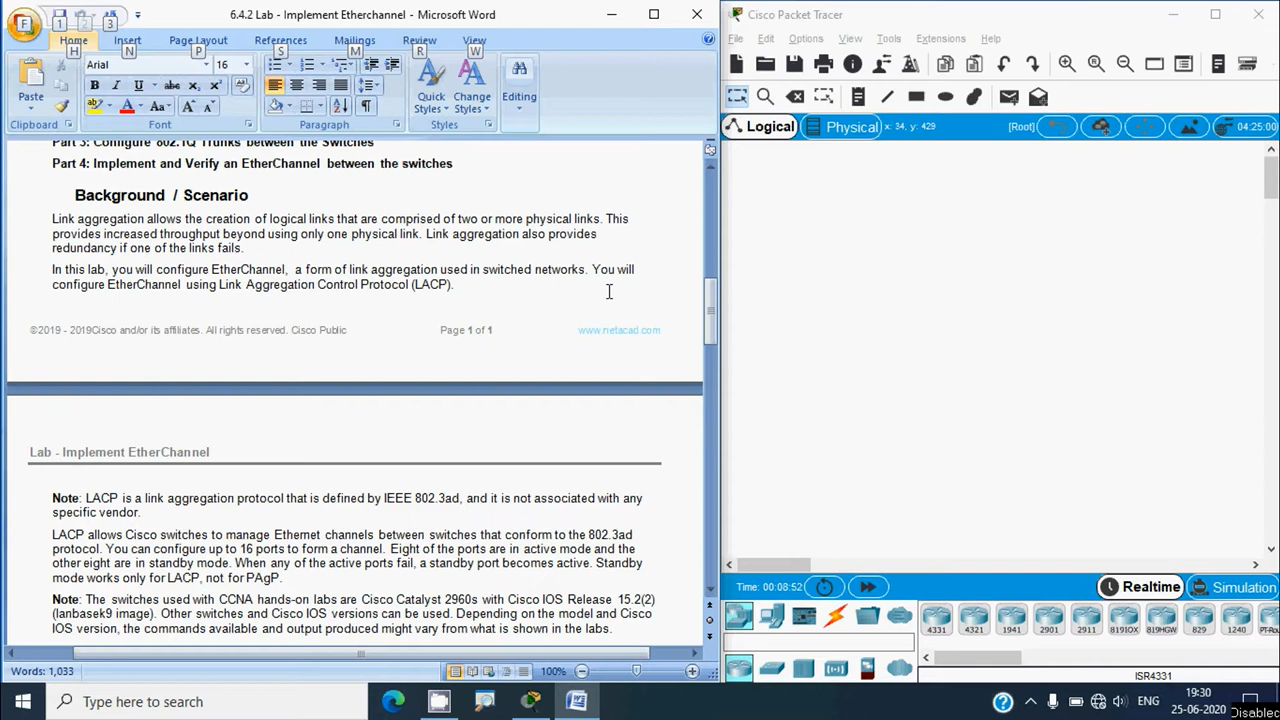 6.4.2 Lab - Implement Etherchannel - Microsoft Word
F 1 2 3
Home Insert Page Layout References Mailings Review View
H N P S M R W
Arial 16
Paste
B I U abc x₂ x²
ab A Aa A A
Quick Styles
Change Styles
Editing
Clipboard Font Paragraph Styles
Part 3: Configure 802.1Q Trunks between the Switches
Part 4: Implement and Verify an EtherChannel between the switches
Background / Scenario
Link aggregation allows the creation of logical links that are comprised of two or more physical links. This
provides increased throughput beyond using only one physical link. Link aggregation also provides
redundancy if one of the links fails.
In this lab, you will configure EtherChannel, a form of link aggregation used in switched networks. You will
configure EtherChannel using Link Aggregation Control Protocol (LACP).
©2019 - 2019Cisco and/or its affiliates. All rights reserved. Cisco Public Page 1 of 1 www.netacad.com
Lab - Implement EtherChannel
Note: LACP is a link aggregation protocol that is defined by IEEE 802.3ad, and it is not associated with any
specific vendor.
LACP allows Cisco switches to manage Ethernet channels between switches that conform to the 802.3ad
protocol. You can configure up to 16 ports to form a channel. Eight of the ports are in active mode and the
other eight are in standby mode. When any of the active ports fail, a standby port becomes active. Standby
mode works only for LACP, not for PAgP.
Note: The switches used with CCNA hands-on labs are Cisco Catalyst 2960s with Cisco IOS Release 15.2(2)
(lanbasek9 image). Other switches and Cisco IOS versions can be used. Depending on the model and Cisco
IOS version, the commands available and output produced might vary from what is shown in the labs.
Words: 1,033 100%
Cisco Packet Tracer
File Edit Options View Tools Extensions Help
Logical Physical x: 34, y: 429 [Root] 04:25:00
Time: 00:08:52 Realtime Simulation
4331 4321 1941 2901 2911 819IOX 819HGW 829 1240 PT-Rou
ISR4331
Type here to search
ENG
19:30
25-06-2020
Disabled